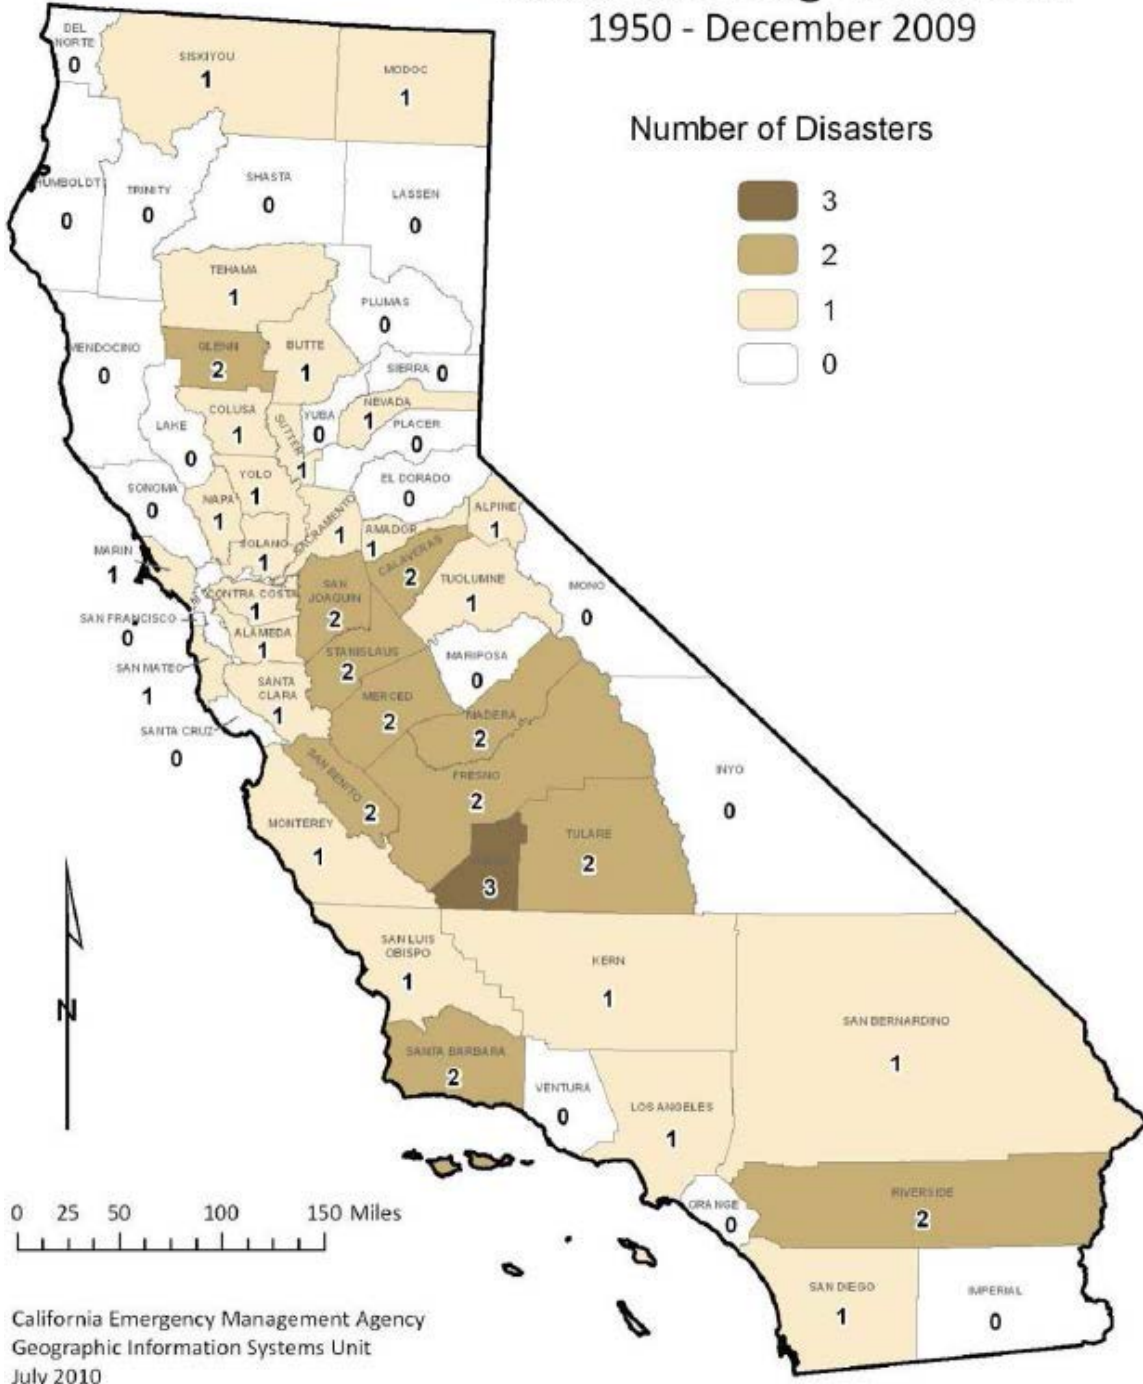 1950 - December 2009
Number of Disasters
3
2
1
0
DEL
NORTE
0
SISKIYOU
1
MODOC
1
HUMBOLDT
0
TRINITY
0
SHASTA
0
LASSEN
0
TEHAMA
1
PLUMAS
0
MENDOCINO
0
GLENN
2
BUTTE
1
SIERRA 0
NEVADA
1
COLUSA
1
SUTTER
1
YUBA
0
PLACER
0
LAKE
0
EL DORADO
0
SONOMA
0
NAPA
1
YOLO
1
SACRAMENTO
1
AMADOR
1
ALPINE
1
SOLANO
1
CALAVERAS
2
MARIN
1
CONTRA COSTA
1
SAN
JOAQUIN
2
TUOLUMNE
1
MONO
0
SAN FRANCISCO
0
ALAMEDA
1
STANISLAUS
2
MARIPOSA
0
SAN MATEO
1
SANTA
CLARA
1
MERCED
2
MADERA
2
SANTA CRUZ
0
SAN BENITO
2
FRESNO
2
INYO
0
MONTEREY
1
3
TULARE
2
SAN LUIS
OBISPO
1
KERN
1
SAN BERNARDINO
1
SANTA BARBARA
2
VENTURA
0
LOS ANGELES
1
ORANGE
0
RIVERSIDE
2
SAN DIEGO
1
IMPERIAL
0
N
0 25 50 100 150 Miles
California Emergency Management Agency
Geographic Information Systems Unit
July 2010